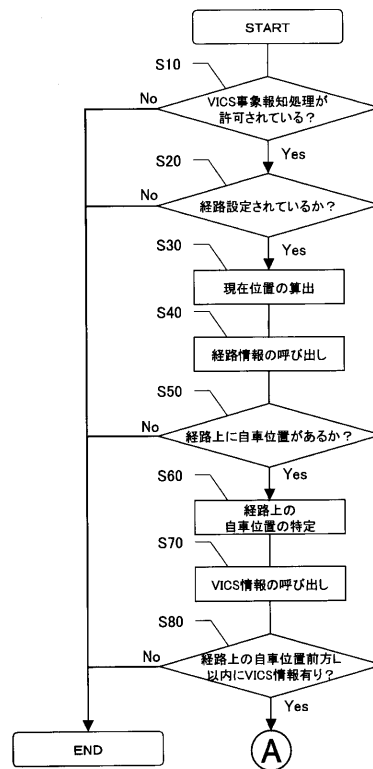 START
S10
VICS事象報知処理が
許可されている？
No
Yes
S20
経路設定されているか？
No
Yes
S30
現在位置の算出
S40
経路情報の呼び出し
S50
経路上に自車位置があるか？
No
Yes
S60
経路上の
自車位置の特定
S70
VICS情報の呼び出し
S80
経路上の自車位置前方L
以内にVICS情報有り？
No
Yes
END
A